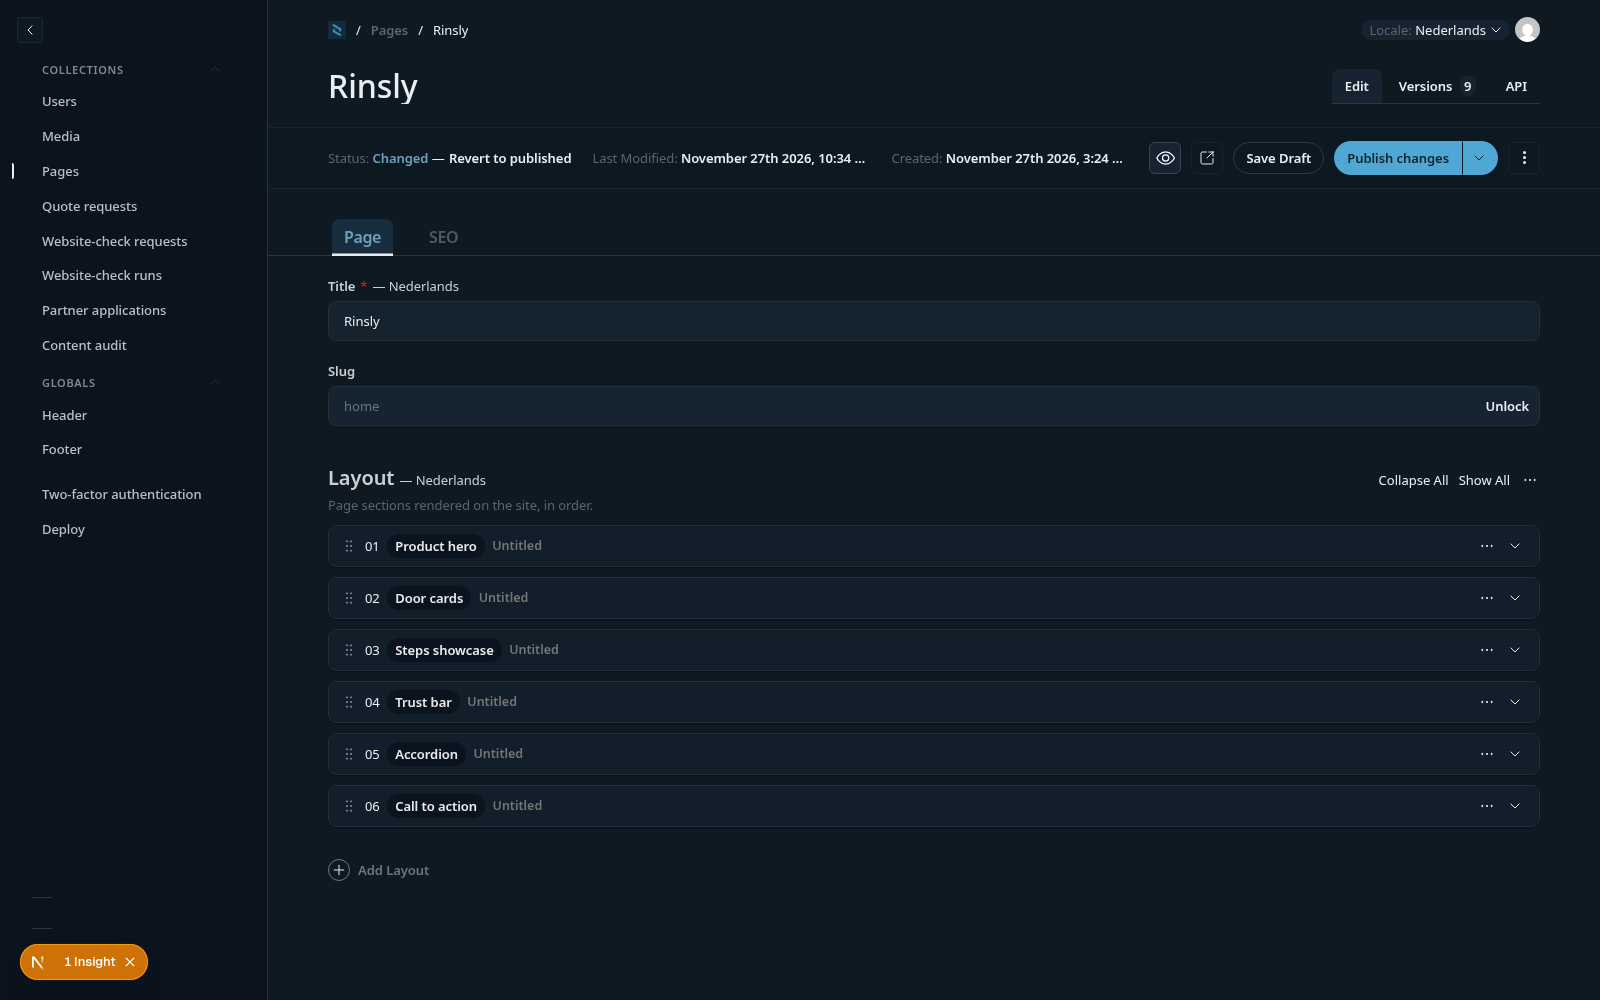 COLLECTIONS
Users
Media
Pages
Quote requests
Website-check requests
Website-check runs
Partner applications
Content audit
GLOBALS
Header
Footer
Two-factor authentication
Deploy
1 Insight
/ Pages / Rinsly
Locale: Nederlands
Rinsly
Edit Versions 9 API
Status: Changed — Revert to published Last Modified: November 27th 2026, 10:34 ... Created: November 27th 2026, 3:24 ... Save Draft Publish changes
Page SEO
Title * — Nederlands
Rinsly
Slug
home Unlock
Layout — Nederlands Collapse All Show All
Page sections rendered on the site, in order.
01 Product hero Untitled
02 Door cards Untitled
03 Steps showcase Untitled
04 Trust bar Untitled
05 Accordion Untitled
06 Call to action Untitled
Add Layout